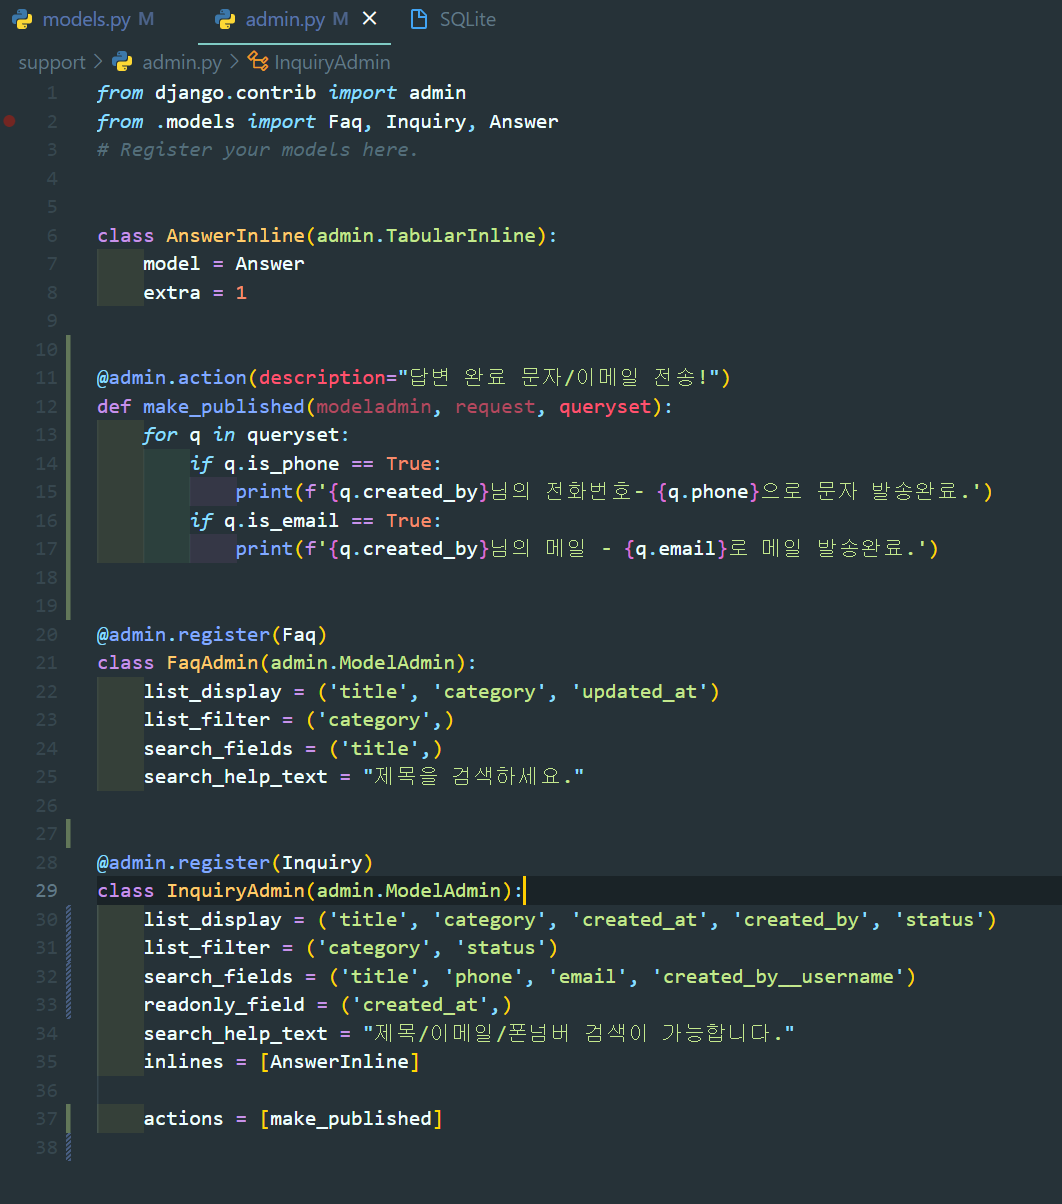 models.py M admin.py M SQLite
support > admin.py > InquiryAdmin
1 from django.contrib import admin
2 from .models import Faq, Inquiry, Answer
3 # Register your models here.
4
5
6 class AnswerInline(admin.TabularInline):
7     model = Answer
8     extra = 1
9
10
11 @admin.action(description="답변 완료 문자/이메일 전송!")
12 def make_published(modeladmin, request, queryset):
13     for q in queryset:
14         if q.is_phone == True:
15             print(f'{q.created_by}님의 전화번호- {q.phone}으로 문자 발송완료.')
16         if q.is_email == True:
17             print(f'{q.created_by}님의 메일 - {q.email}로 메일 발송완료.')
18
19
20 @admin.register(Faq)
21 class FaqAdmin(admin.ModelAdmin):
22     list_display = ('title', 'category', 'updated_at')
23     list_filter = ('category',)
24     search_fields = ('title',)
25     search_help_text = "제목을 검색하세요."
26
27
28 @admin.register(Inquiry)
29 class InquiryAdmin(admin.ModelAdmin):
30     list_display = ('title', 'category', 'created_at', 'created_by', 'status')
31     list_filter = ('category', 'status')
32     search_fields = ('title', 'phone', 'email', 'created_by__username')
33     readonly_field = ('created_at',)
34     search_help_text = "제목/이메일/폰넘버 검색이 가능합니다."
35     inlines = [AnswerInline]
36
37     actions = [make_published]
38